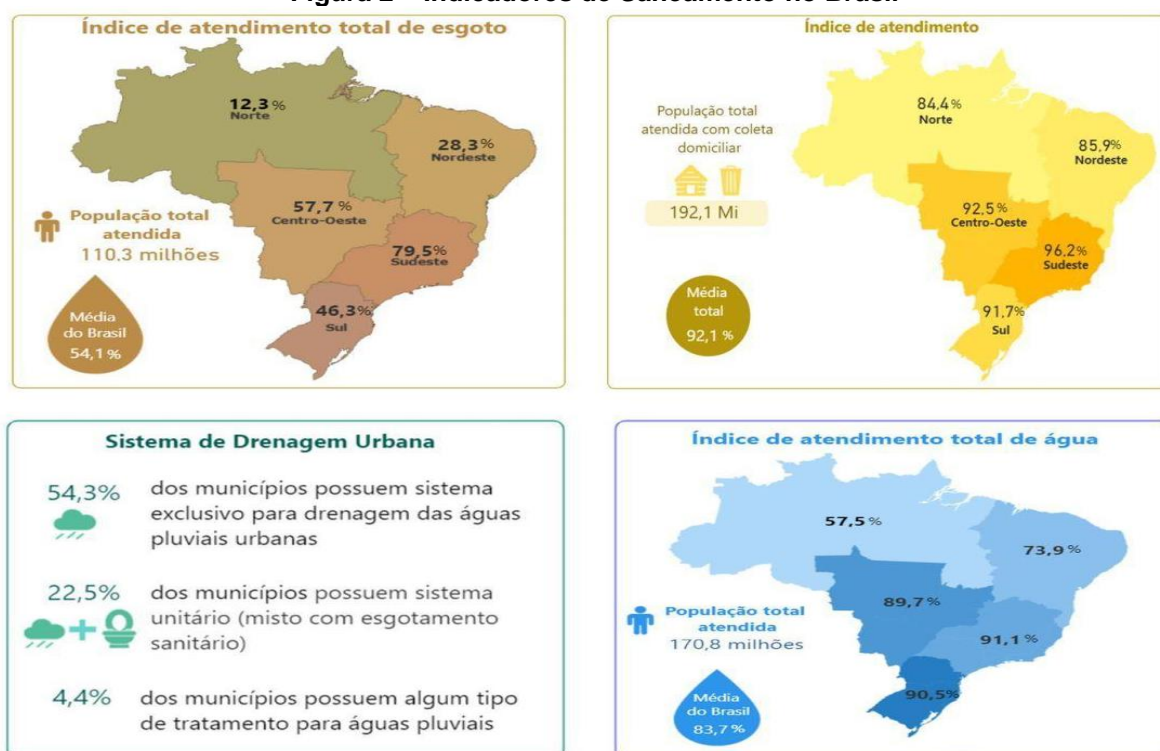 Índice de atendimento total de esgoto
12,3 %
Norte
28,3 %
Nordeste
57,7 %
Centro-Oeste
79,5%
Sudeste
46,3%
Sul
População total
atendida
110.3 milhões
Média
do Brasil
54,1 %
Índice de atendimento
População total
atendida com coleta
domiciliar
192,1 Mi
Média
total
92,1 %
84,4%
Norte
85,9%
Nordeste
92,5%
Centro-Oeste
96,2%
Sudeste
91,7%
Sul
Sistema de Drenagem Urbana
54,3% dos municípios possuem sistema
exclusivo para drenagem das águas
pluviais urbanas
22,5% dos municípios possuem sistema
unitário (misto com esgotamento
sanitário)
4,4% dos municípios possuem algum tipo
de tratamento para águas pluviais
Índice de atendimento total de água
57,5 %
73,9 %
89,7 %
91,1 %
90,5%
População total
atendida
170,8 milhões
Média
do Brasil
83,7 %